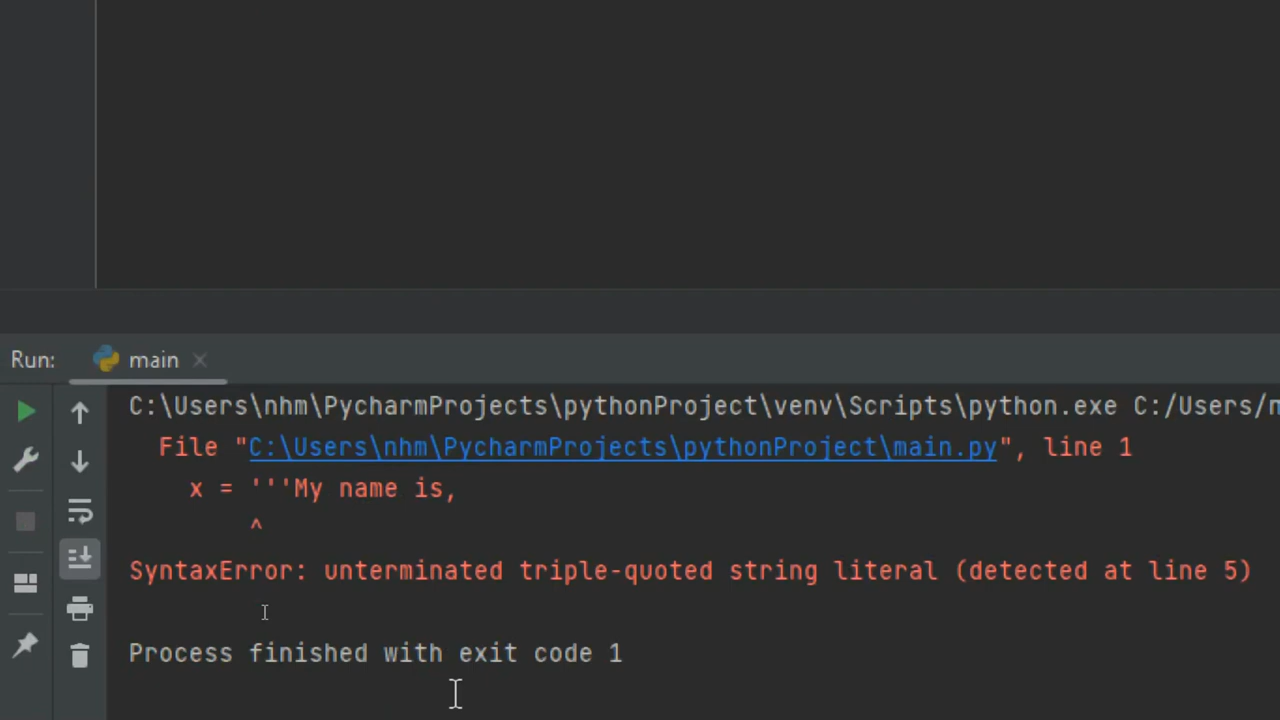 Run: main
C:\Users\nhm\PycharmProjects\pythonProject\venv\Scripts\python.exe C:/Users/
File "C:\Users\nhm\PycharmProjects\pythonProject\main.py", line 1
x = '''My name is,
^
SyntaxError: unterminated triple-quoted string literal (detected at line 5)
Process finished with exit code 1